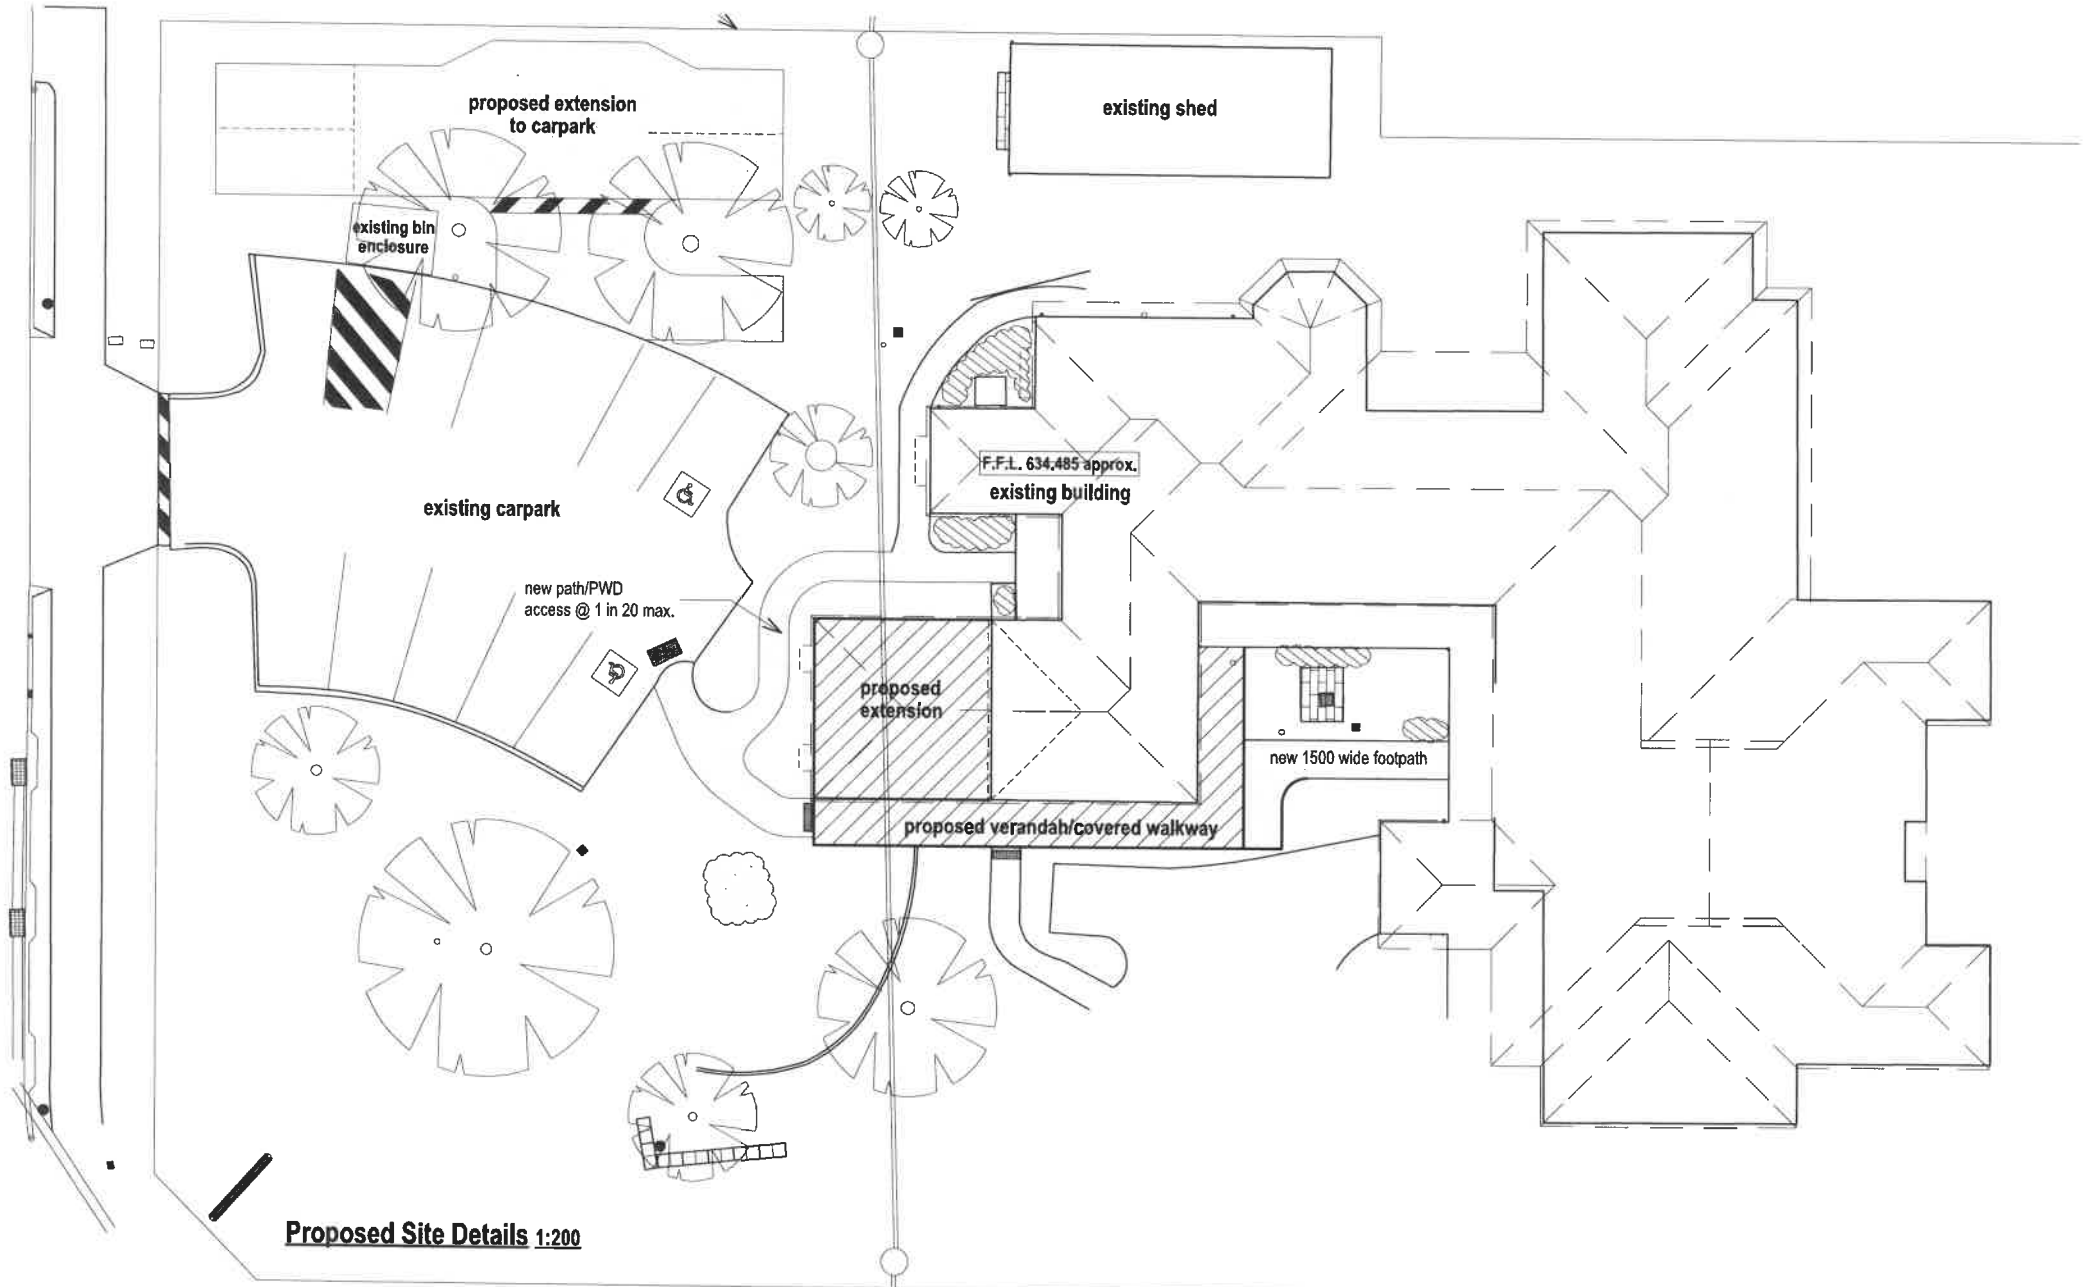 proposed extension
to carpark
existing shed
existing bin
enclosure
F.F.L. 634.485 approx.
existing building
existing carpark
new path/PWD
access @ 1 in 20 max.
proposed
extension
new 1500 wide footpath
proposed verandah/covered walkway
Proposed Site Details 1:200